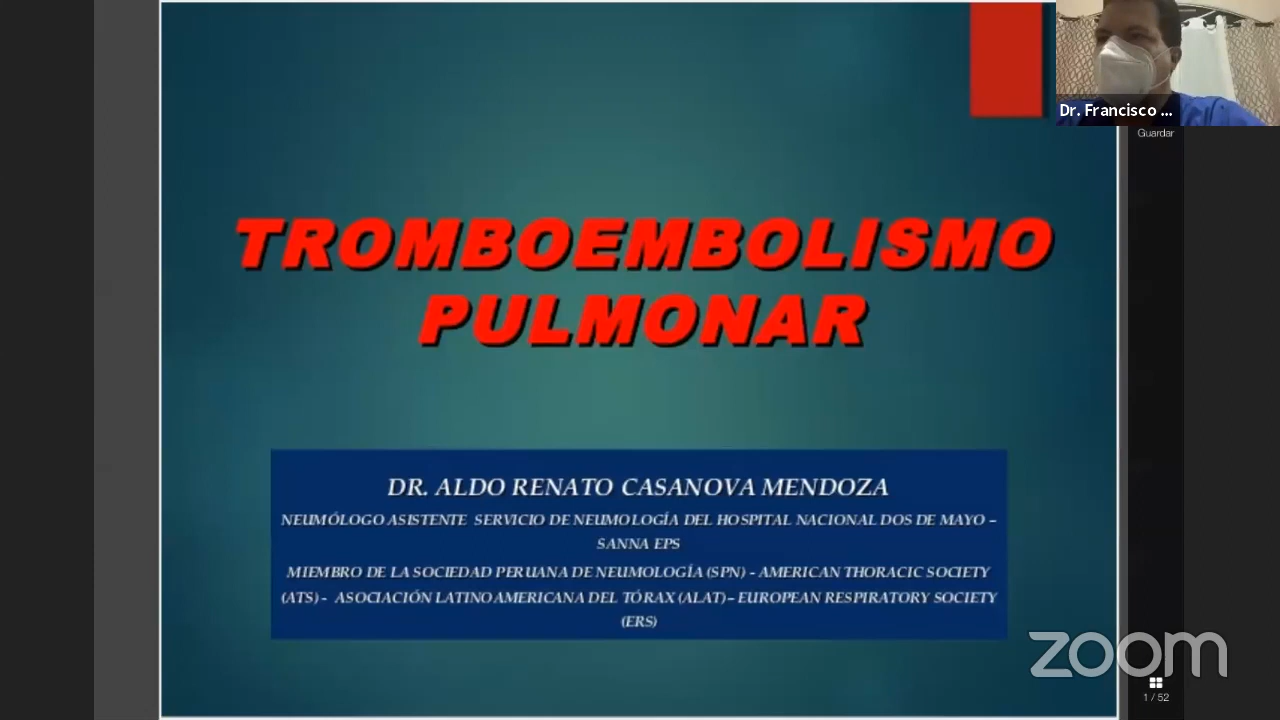 Dr. Francisco ...
Guardar
TROMBOEMBOLISMO
PULMONAR
DR. ALDO RENATO CASANOVA MENDOZA
NEUMÓLOGO ASISTENTE SERVICIO DE NEUMOLOGÍA DEL HOSPITAL NACIONAL DOS DE MAYO –
SANNA EPS
MIEMBRO DE LA SOCIEDAD PERUANA DE NEUMOLOGÍA (SPN) - AMERICAN THORACIC SOCIETY
(ATS) - ASOCIACIÓN LATINOAMERICANA DEL TÓRAX (ALAT) – EUROPEAN RESPIRATORY SOCIETY
(ERS)
zoom
1 / 52